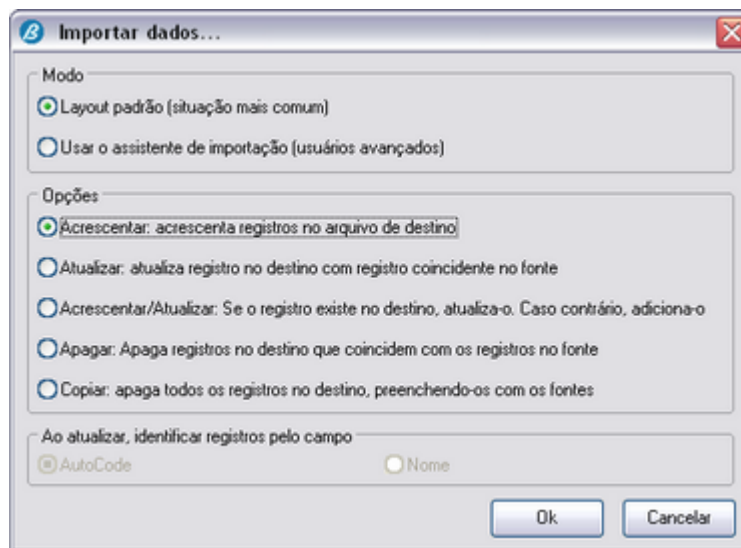 Importar dados...
Modo
Layout padrão (situação mais comum)
Usar o assistente de importação (usuários avançados)
Opções
Acrescentar: acrescenta registros no arquivo de destino
Atualizar: atualiza registro no destino com registro coincidente no fonte
Acrescentar/Atualizar: Se o registro existe no destino, atualiza-o. Caso contrário, adiciona-o
Apagar: Apaga registros no destino que coincidem com os registros no fonte
Copiar: apaga todos os registros no destino, preenchendo-os com os fontes
Ao atualizar, identificar registros pelo campo
AutoCode Nome
Ok Cancelar